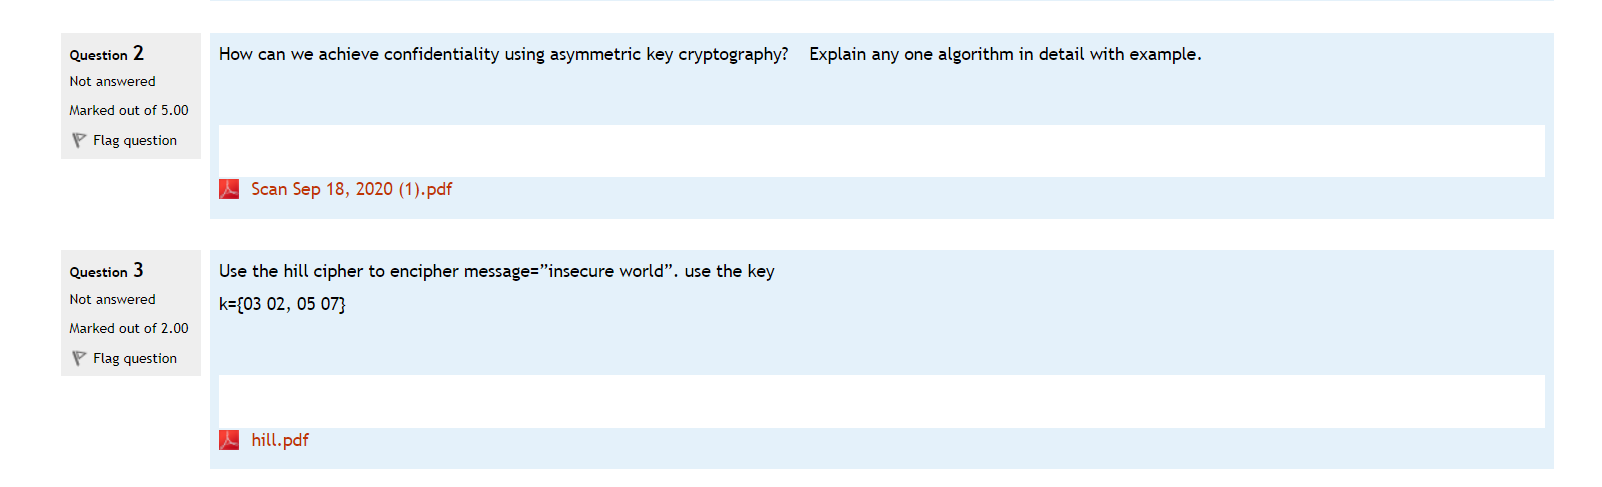 Question 2
Not answered
Marked out of 5.00
Flag question
How can we achieve confidentiality using asymmetric key cryptography? Explain any one algorithm in detail with example.
Scan Sep 18, 2020 (1).pdf
Question 3
Not answered
Marked out of 2.00
Flag question
Use the hill cipher to encipher message=”insecure world”. use the key
k={03 02, 05 07}
hill.pdf